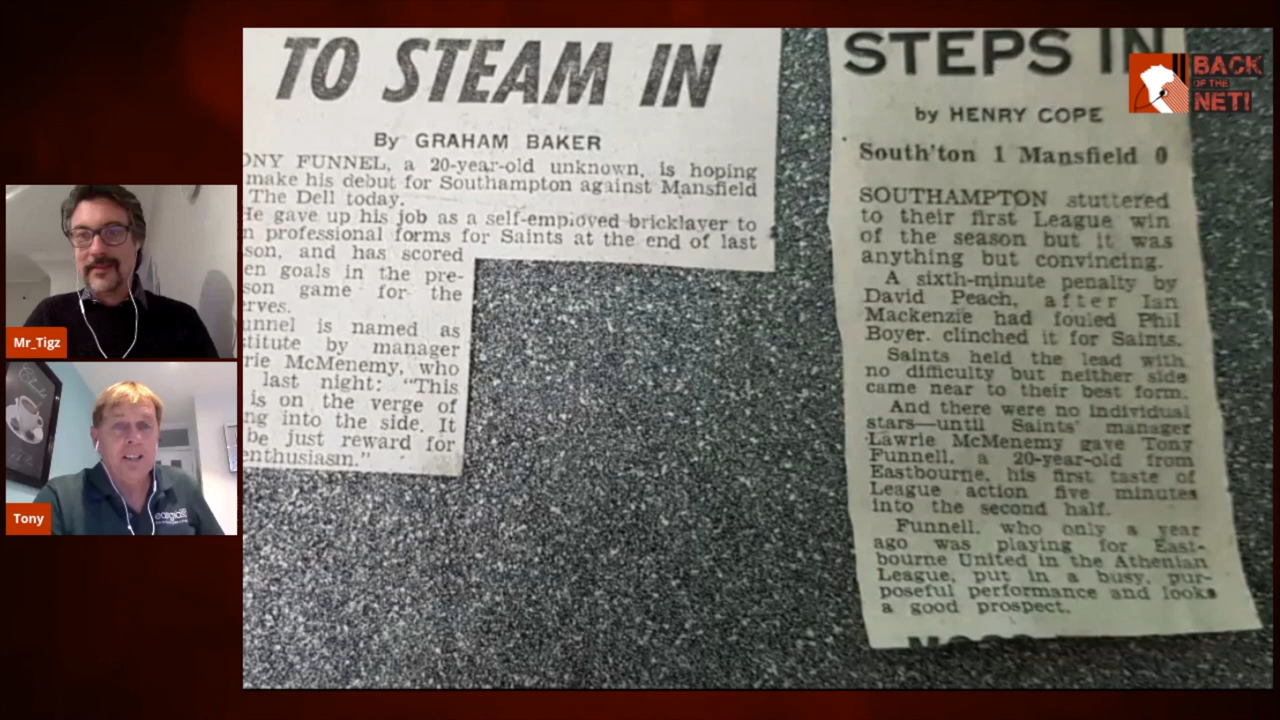 TO STEAM IN
By GRAHAM BAKER
ONY FUNNEL, a 20-year-old unknown, is hoping
make his debut for Southampton against Mansfield
The Dell today.
He gave up his job as a self-employed bricklayer to
n professional forms for Saints at the end of last
son, and has scored
en goals in the pre-
son game for the
erves.
unnel is named as
titute by manager
rie McMenemy, who
last night: “This
is on the verge of
ng into the side. It
be just reward for
enthusiasm.”
STEPS IN
by HENRY COPE
South'ton 1 Mansfield 0
SOUTHAMPTON stuttered
to their first League win
of the season but it was
anything but convincing.
A sixth-minute penalty by
David Peach, after Ian
Mackenzie had fouled Phil
Boyer, clinched it for Saints.
Saints held the lead with
no difficulty but neither side
came near to their best form.
And there were no individual
stars—until Saints' manager
Lawrie McMenemy gave Tony
Funnell, a 20-year-old from
Eastbourne, his first taste of
League action five minutes
into the second half.
Funnell, who only a year
ago was playing for East-
bourne United in the Athenian
League, put in a busy, pur-
poseful performance and looks
a good prospect.
BACK
OF THE
NET!
Mr_Tigz
Tony